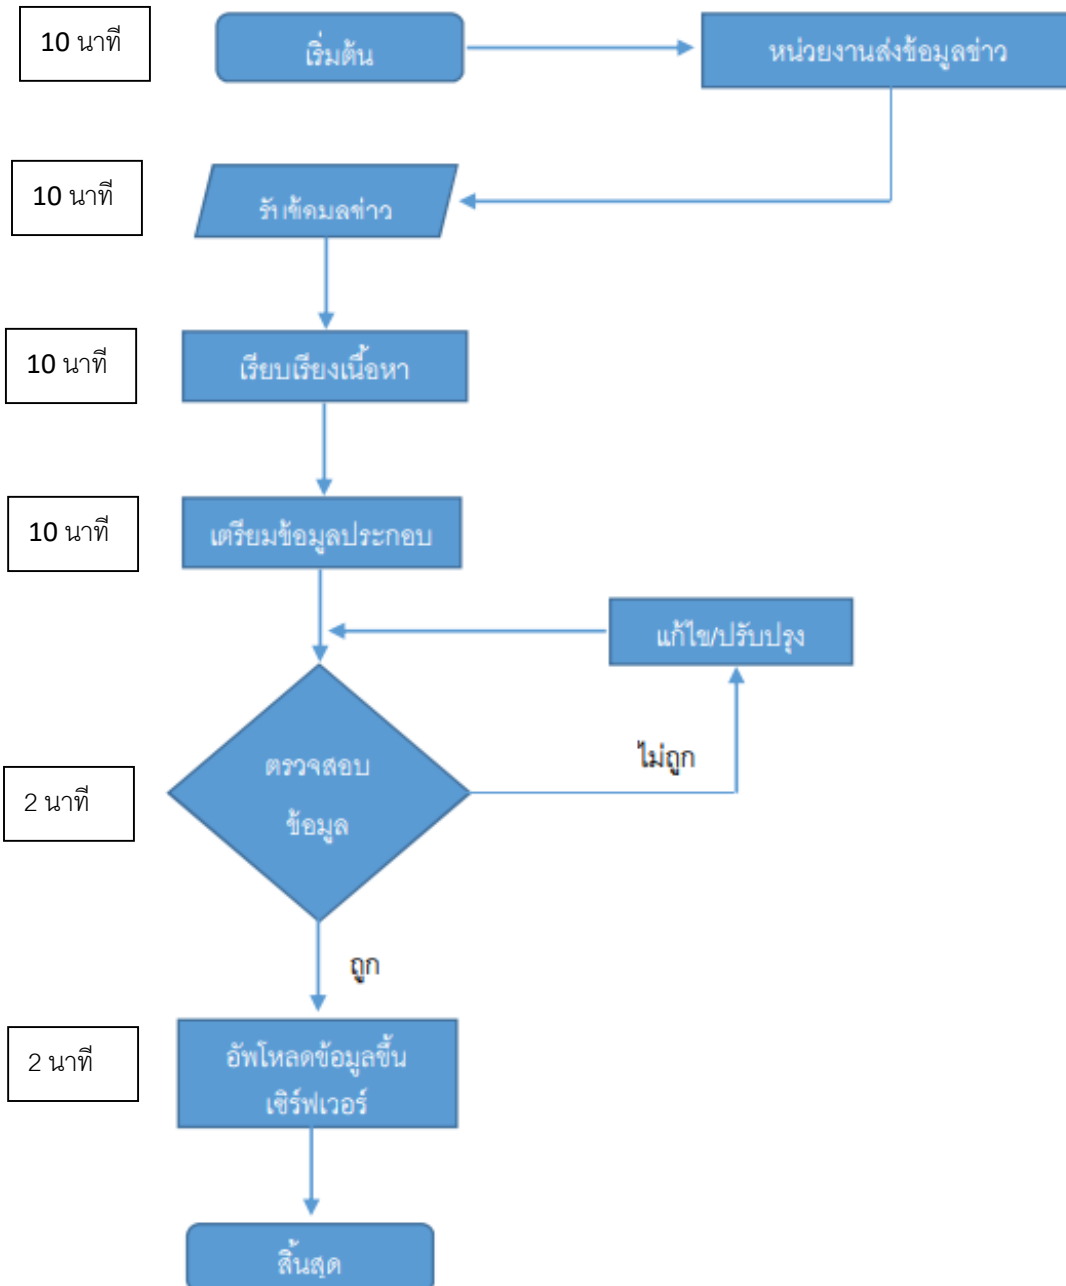 10 นาที
เริ่มต้น
หน่วยงานส่งข้อมูลข่าว
10 นาที
รับข้อมูลข่าว
10 นาที
เรียบเรียงเนื้อหา
10 นาที
เตรียมข้อมูลประกอบ
แก้ไข/ปรับปรุง
ไม่ถูก
ตรวจสอบ
ข้อมูล
2 นาที
ถูก
2 นาที
อัพโหลดข้อมูลขึ้น
เซิร์ฟเวอร์
สิ้นสุด